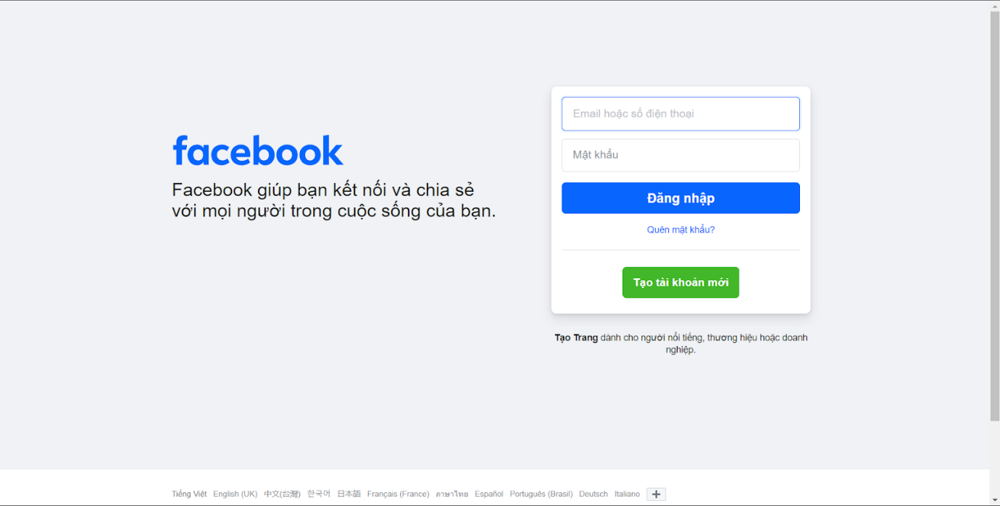 facebook
Facebook giúp bạn kết nối và chia sẻ
với mọi người trong cuộc sống của bạn.
Email hoặc số điện thoại
Mật khẩu
Đăng nhập
Quên mật khẩu?
Tạo tài khoản mới
Tạo Trang dành cho người nổi tiếng, thương hiệu hoặc doanh
nghiệp.
Tiếng Việt English (UK) 中文(台灣) 한국어 日本語 Français (France) ภาษาไทย Español Português (Brasil) Deutsch Italiano +